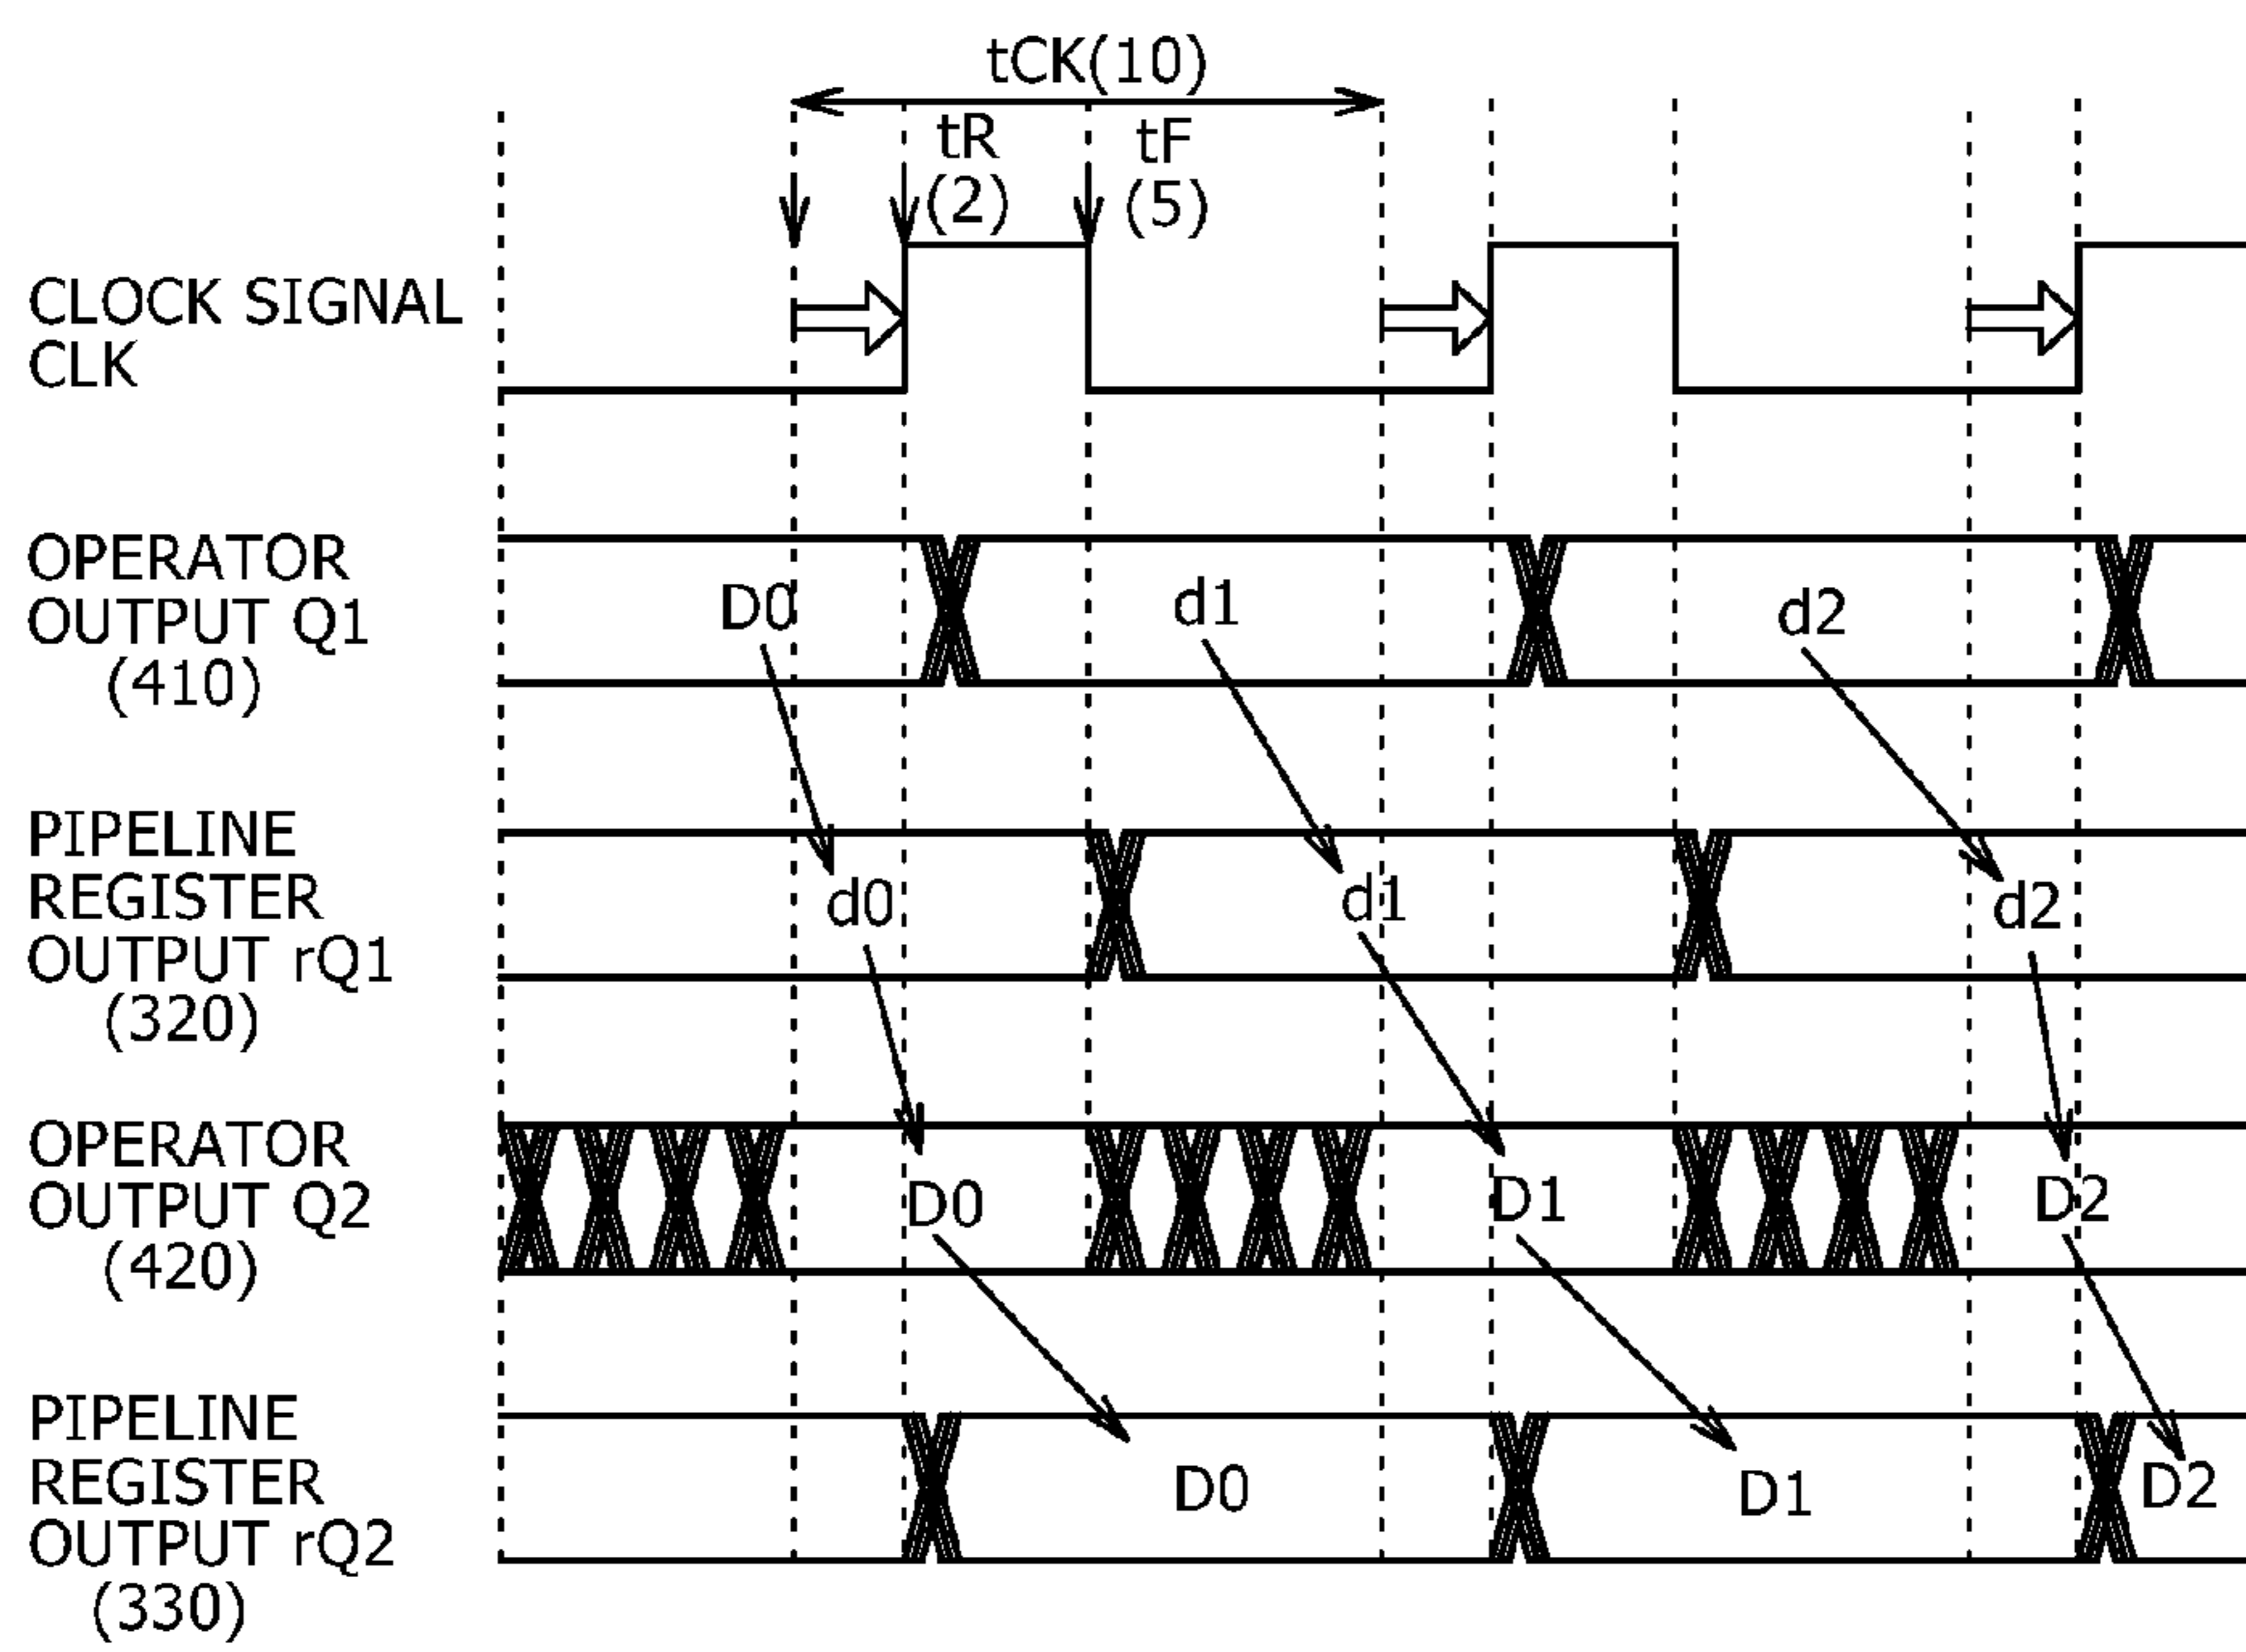 tCK(10)
tR
(2)
tF
(5)
CLOCK SIGNAL
CLK
OPERATOR
OUTPUT Q1
(410)
D0
d1
d2
PIPELINE
REGISTER
OUTPUT rQ1
(320)
d0
d1
d2
OPERATOR
OUTPUT Q2
(420)
D0
D1
D2
PIPELINE
REGISTER
OUTPUT rQ2
(330)
D0
D1
D2